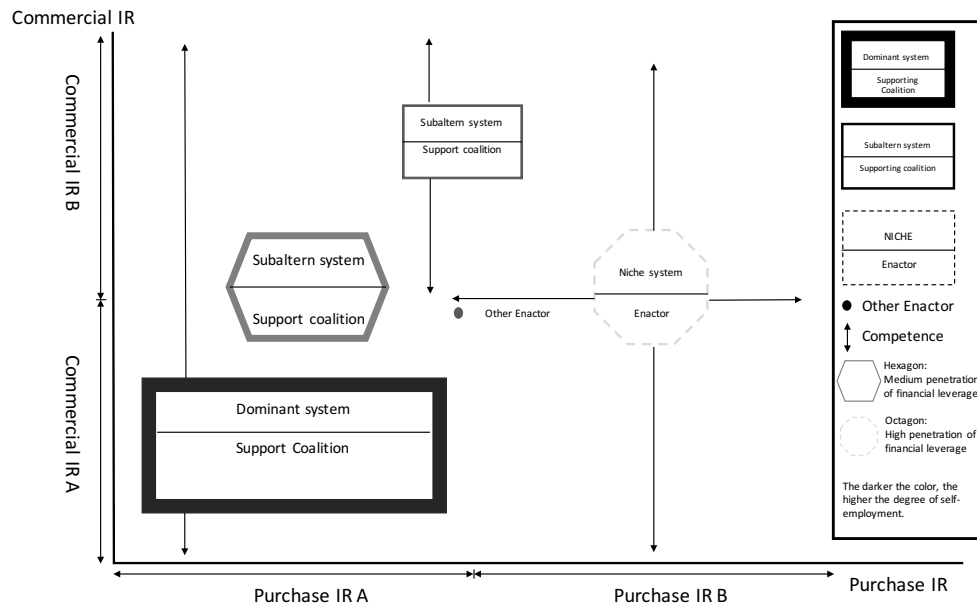 Commercial IR
Commercial IR B
Commercial IR A
Subaltern system
Support coalition
Subaltern system
Support coalition
Niche system
Enactor
Other Enactor
Dominant system
Support Coalition
Purchase IR A
Purchase IR B
Purchase IR
Dominant system
Supporting
Coalition
Subaltern system
Supporting coalition
NICHE
Enactor
Other Enactor
Competence
Hexagon:
Medium penetration
of financial leverage
Octagon:
High penetration of
financial leverage
The darker the color, the
higher the degree of self-
employment.